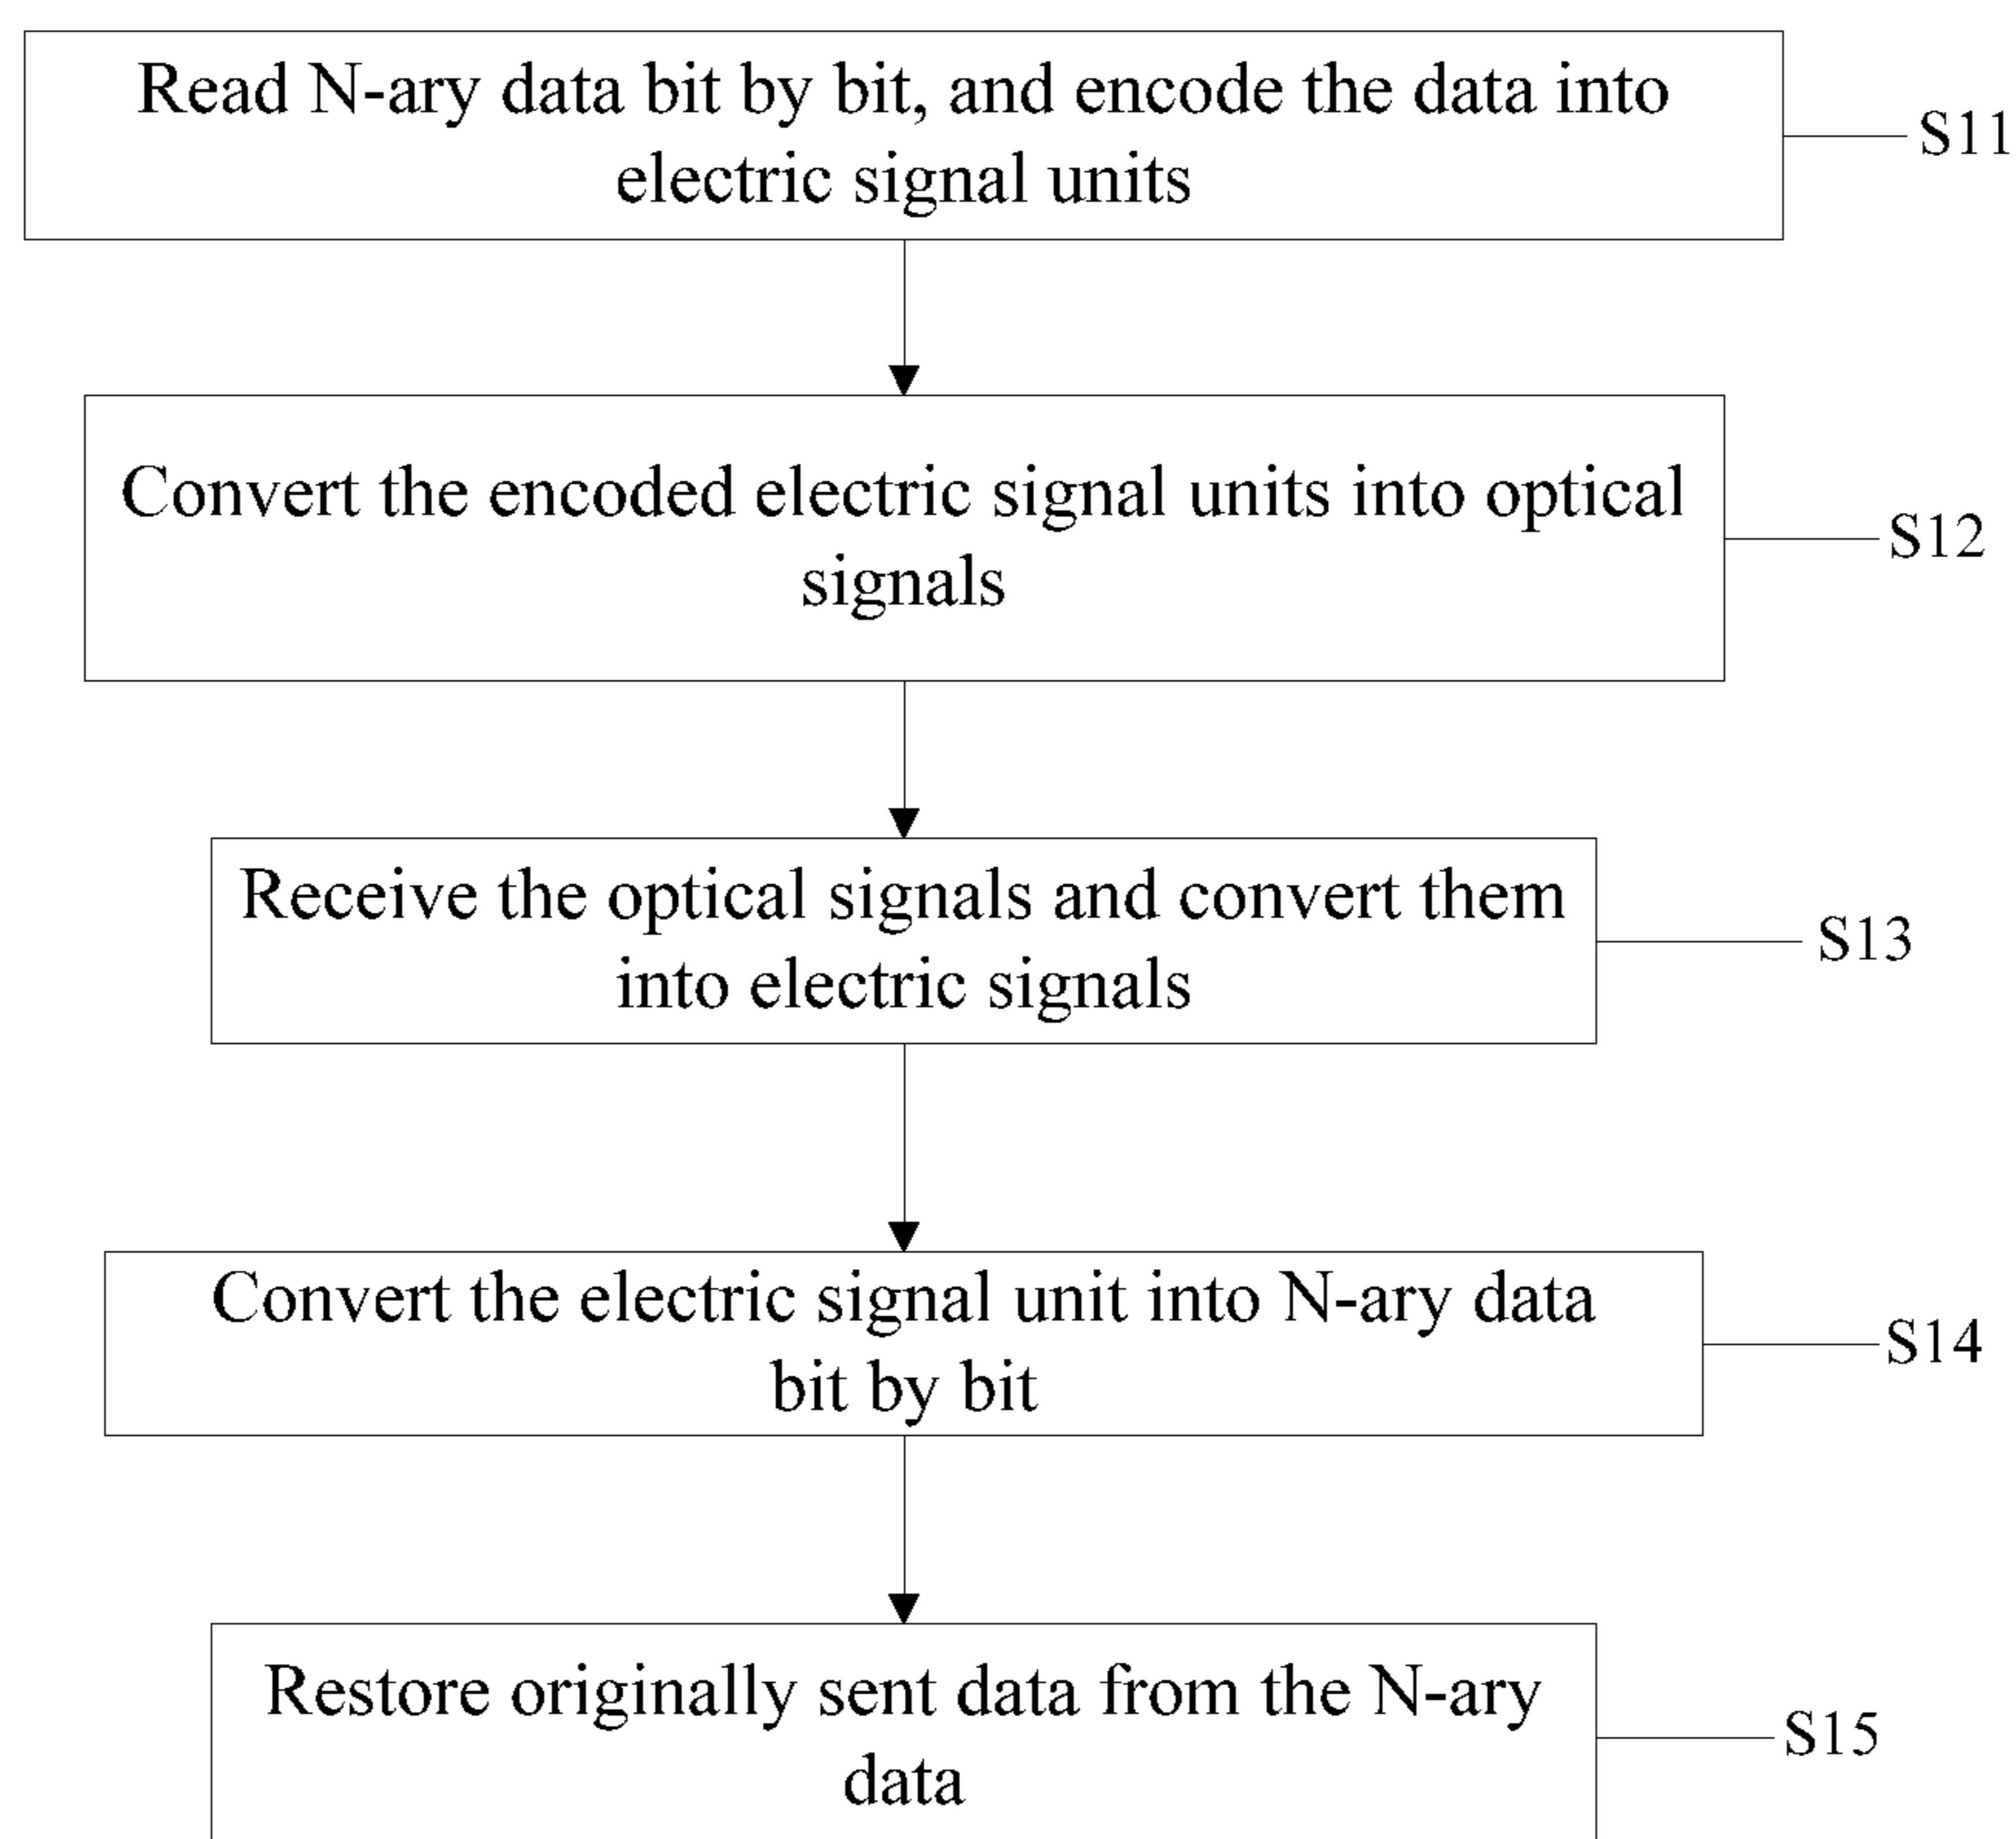 Read N-ary data bit by bit, and encode the data into
electric signal units
S11
Convert the encoded electric signal units into optical
signals
S12
Receive the optical signals and convert them
into electric signals
S13
Convert the electric signal unit into N-ary data
bit by bit
S14
Restore originally sent data from the N-ary
data
S15